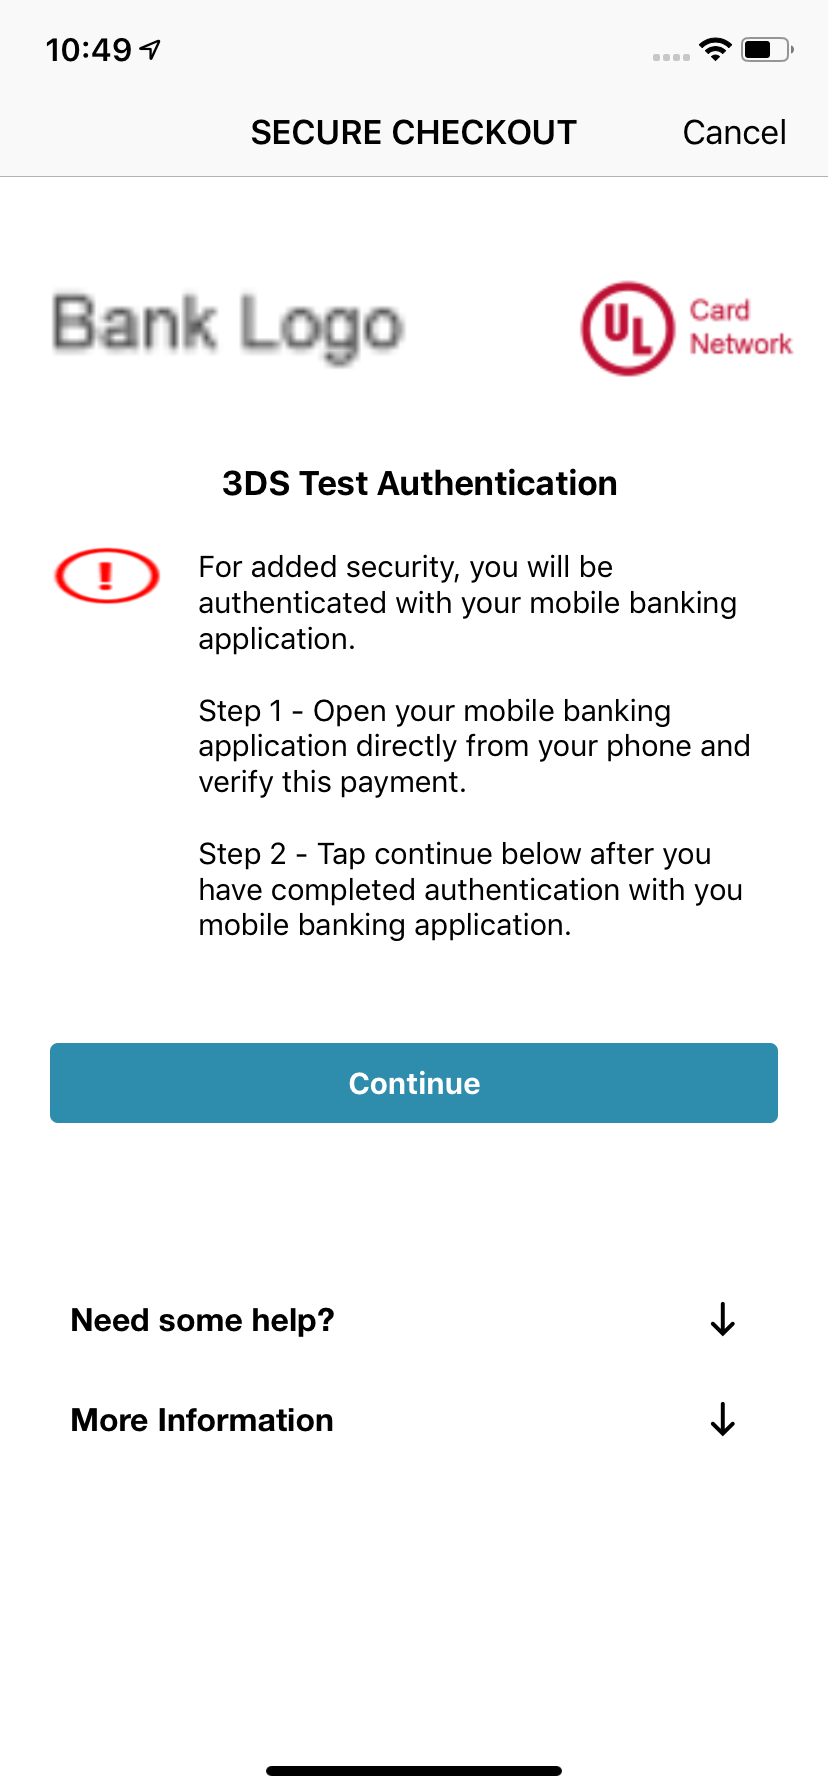 10:49
SECURE CHECKOUT
Cancel
Bank Logo
UL
Card
Network
3DS Test Authentication
!
For added security, you will be
authenticated with your mobile banking
application.
Step 1 - Open your mobile banking
application directly from your phone and
verify this payment.
Step 2 - Tap continue below after you
have completed authentication with you
mobile banking application.
Continue
Need some help?
More Information